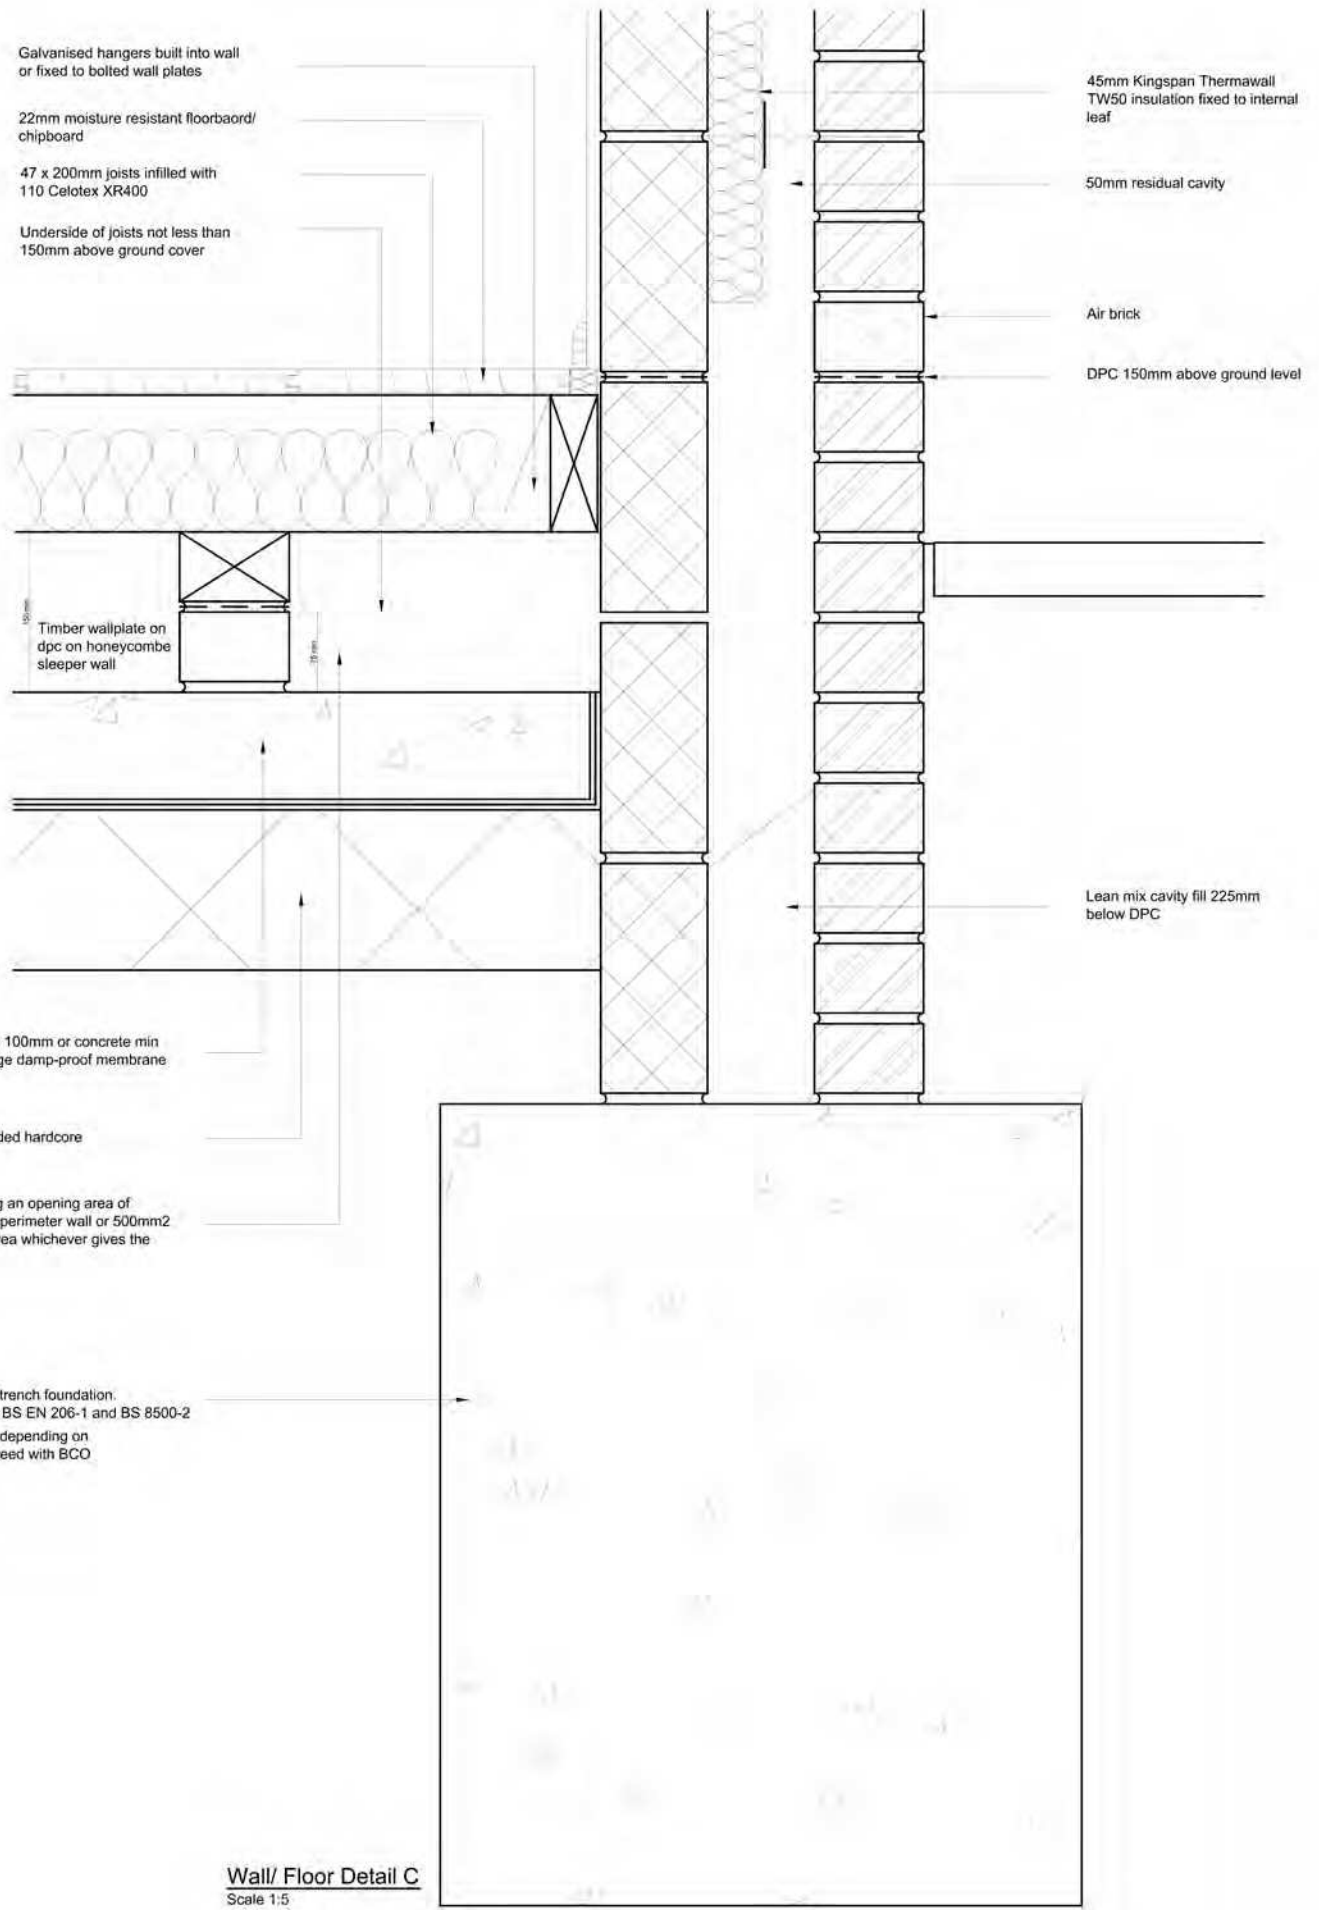 Galvanised hangers built into wall
or fixed to bolted wall plates
22mm moisture resistant floorbaord/
chipboard
47 x 200mm joists infilled with
110 Celotex XR400
Underside of joists not less than
150mm above ground cover
45mm Kingspan Thermawall
TW50 insulation fixed to internal
leaf
50mm residual cavity
Air brick
DPC 150mm above ground level
150 mm
Timber wallplate on
dpc on honeycombe
sleeper wall
75 mm
Lean mix cavity fill 225mm
below DPC
100mm or concrete min
ge damp-proof membrane
ded hardcore
g an opening area of
perimeter wall or 500mm2
ea whichever gives the
trench foundation.
BS EN 206-1 and BS 8500-2
depending on
reed with BCO
Wall/ Floor Detail C
Scale 1:5